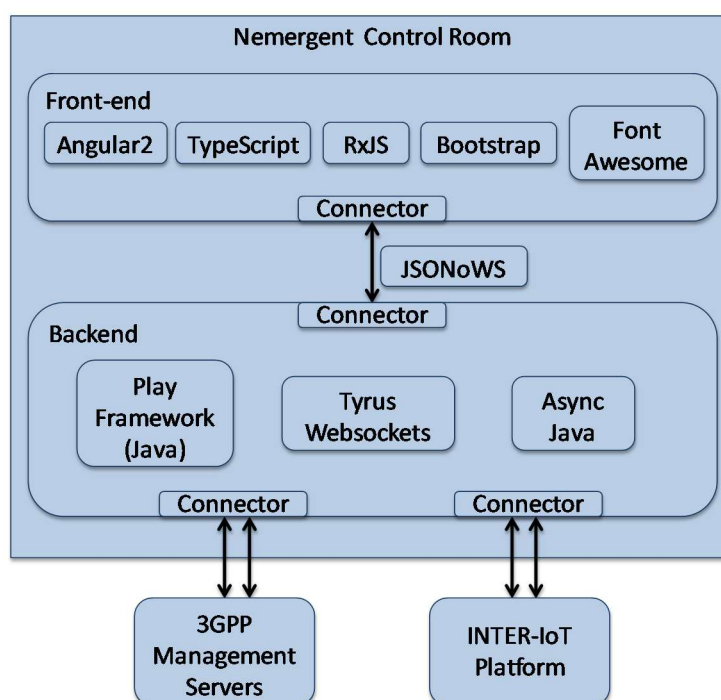 Nemergent Control Room
Front-end
Angular2
TypeScript
RxJS
Bootstrap
Font
Awesome
Connector
JSONoWS
Connector
Backend
Play
Framework
(Java)
Tyrus
Websockets
Async
Java
Connector
Connector
3GPP
Management
Servers
INTER-IoT
Platform